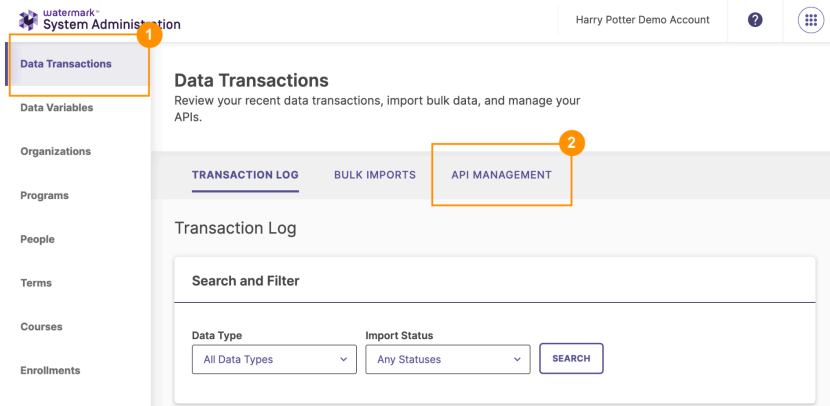 watermark™
System Administration
Harry Potter Demo Account
?
1
Data Transactions
Data Variables
Organizations
Programs
People
Terms
Courses
Enrollments
Data Transactions
Review your recent data transactions, import bulk data, and manage your
APIs.
2
TRANSACTION LOG BULK IMPORTS API MANAGEMENT
Transaction Log
Search and Filter
Data Type Import Status
All Data Types Any Statuses SEARCH